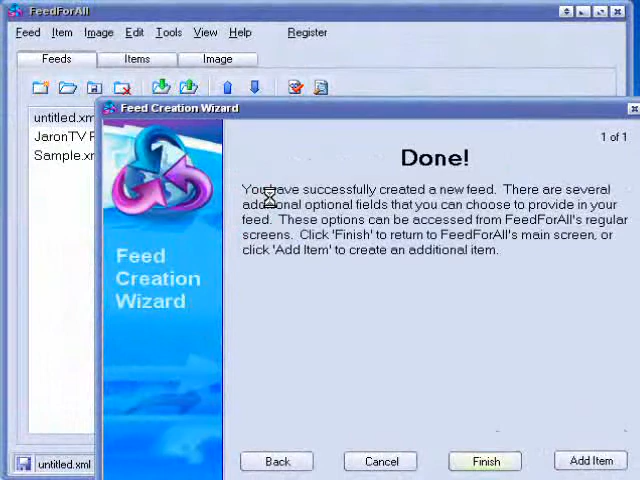 FeedForAll
Feed Item Image Edit Tools View Help Register
Feeds Items Image
untitled.xml
JaronTV
Sample.xm
Feed Creation Wizard
1 of 1
Done!
You have successfully created a new feed. There are several
additional optional fields that you can choose to provide in your
feed. These options can be accessed from FeedForAll's regular
screens. Click 'Finish' to return to FeedForAll's main screen, or
click 'Add Item' to create an additional item.
Feed
Creation
Wizard
Back Cancel Finish Add Item
untitled.xml